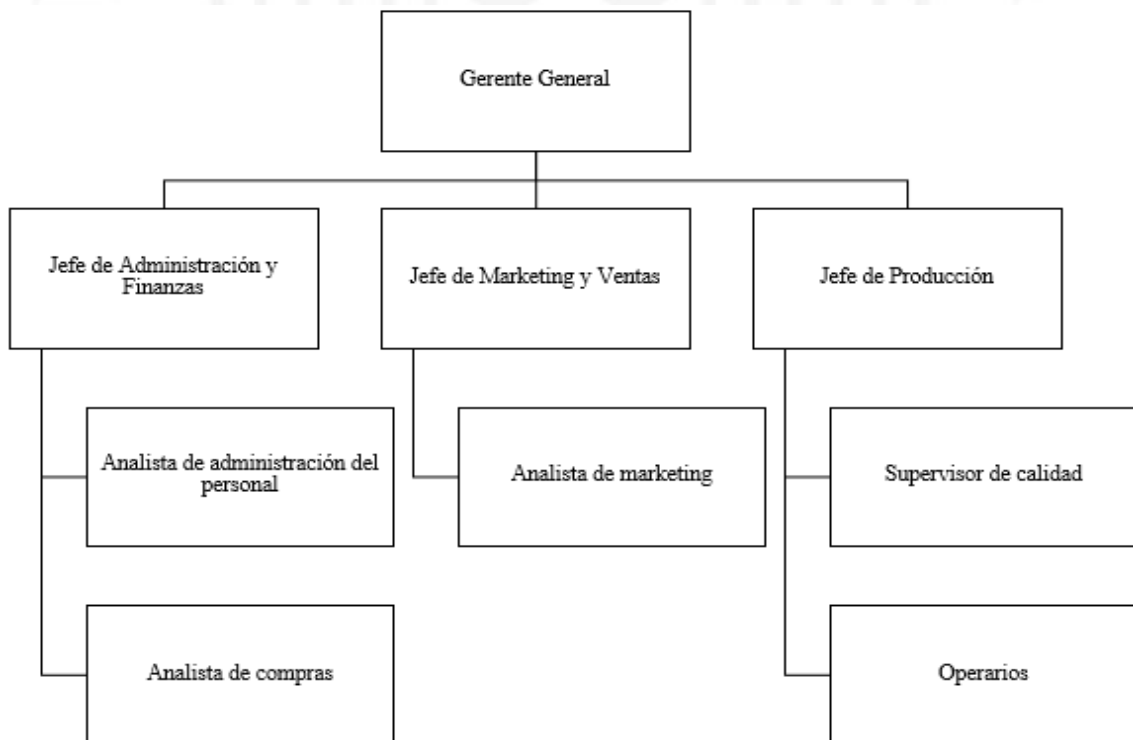 Gerente General
Jefe de Administración y
Finanzas
Jefe de Marketing y Ventas
Jefe de Producción
Analista de administración del
personal
Analista de marketing
Supervisor de calidad
Analista de compras
Operarios